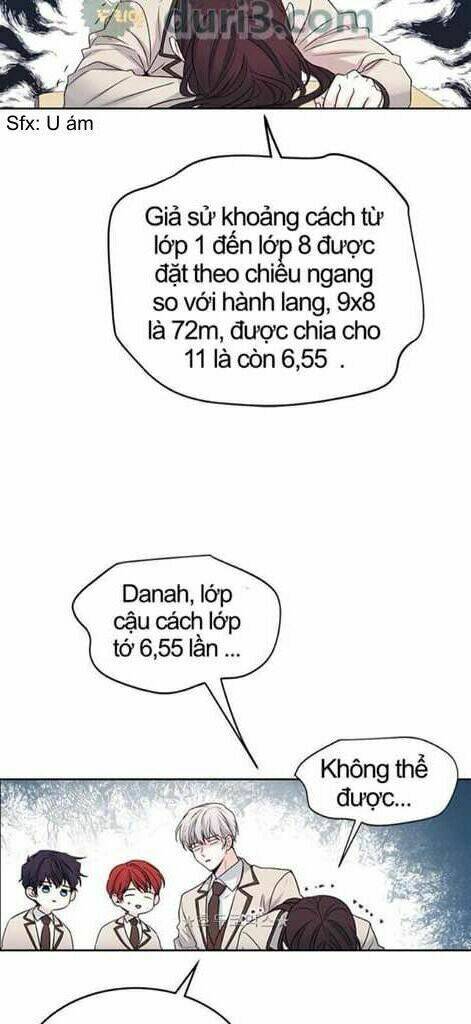 duri3.com
Sfx: U ám
Giả sử khoảng cách từ
lớp 1 đến lớp 8 được
đặt theo chiều ngang
so với hành lang, 9x8
là 72m, được chia cho
11 là còn 6,55 .
Danah, lớp
cậu cách lớp
tớ 6,55 lần ...
Không thể
được...